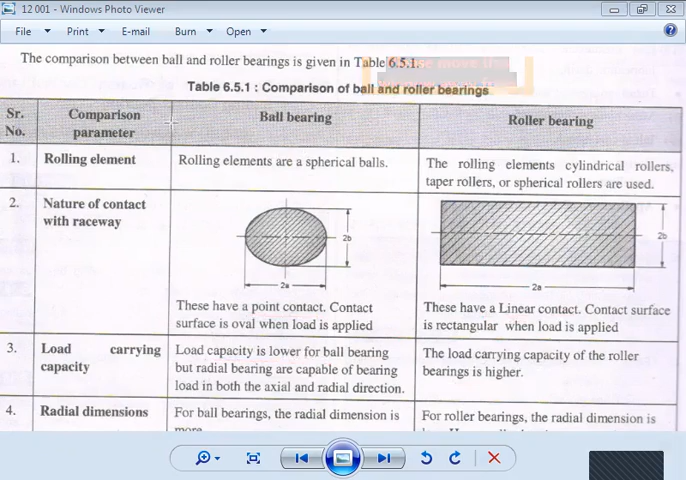 12 001 - Windows Photo Viewer
File Print E-mail Burn Open
The comparison between ball and roller bearings is given in Table 6.5.1.
Table 6.5.1 : Comparison of ball and roller bearings
Sr. No.
Comparison parameter
Ball bearing
Roller bearing
1.
Rolling element
Rolling elements are a spherical balls.
The rolling elements cylindrical rollers,
taper rollers, or spherical rollers are used.
2.
Nature of contact
with raceway
2b
2a
2b
2a
These have a point contact. Contact
surface is oval when load is applied
These have a Linear contact. Contact surface
is rectangular when load is applied
3.
Load carrying
capacity
Load capacity is lower for ball bearing
but radial bearing are capable of bearing
load in both the axial and radial direction.
The load carrying capacity of the roller
bearings is higher.
4.
Radial dimensions
For ball bearings, the radial dimension is
For roller bearings, the radial dimension is